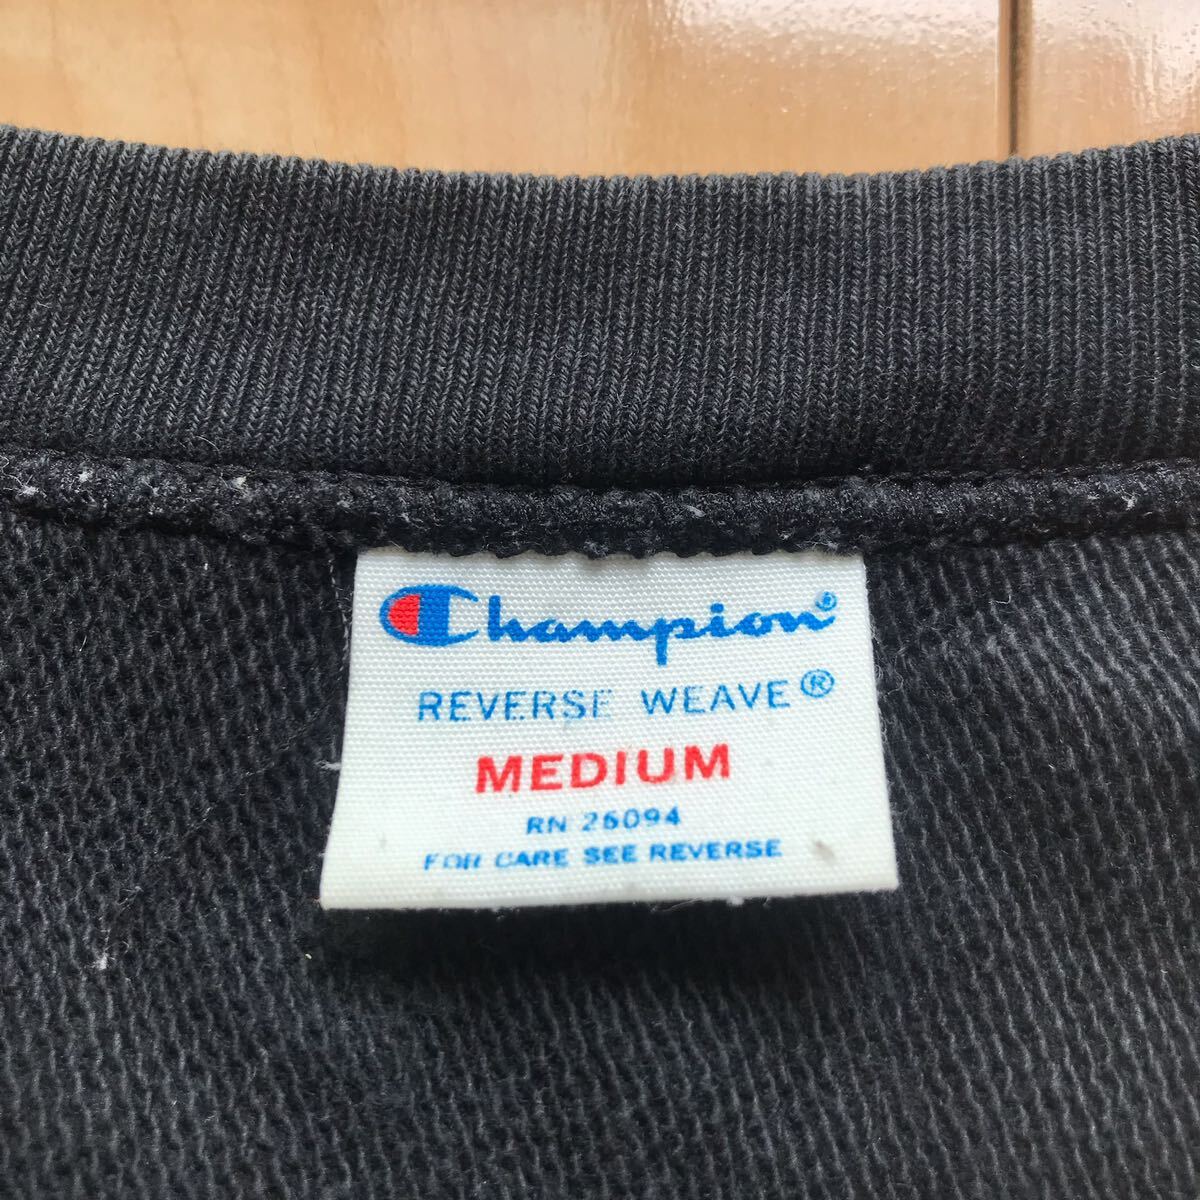 Champion®
REVERSE WEAVE®
MEDIUM
RN 26094
FOR CARE SEE REVERSE